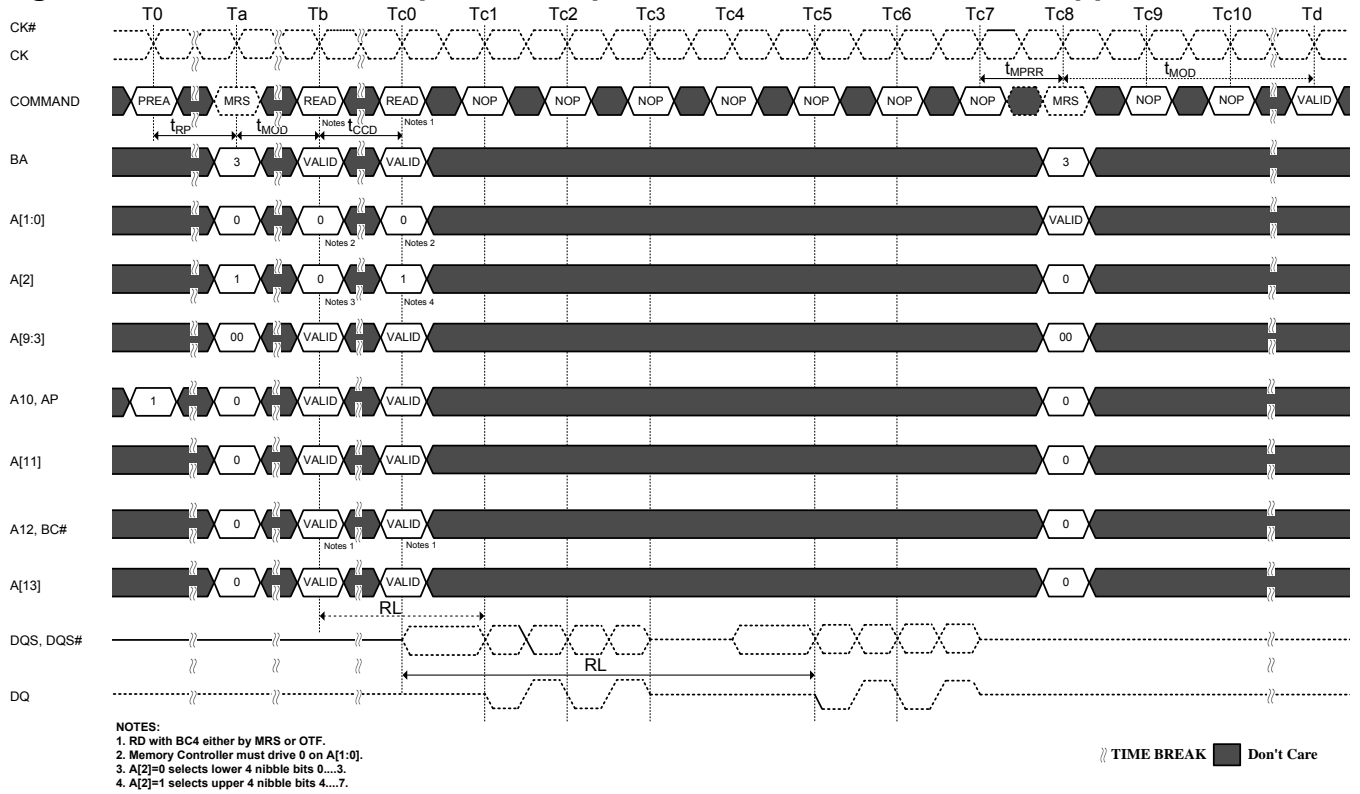 T0 Ta Tb Tc0 Tc1 Tc2 Tc3 Tc4 Tc5 Tc6 Tc7 Tc8 Tc9 Tc10 Td
CK#
CK
tMPRR tMOD
COMMAND PREA MRS READ READ NOP NOP NOP NOP NOP NOP NOP MRS NOP NOP VALID
Notes 1 Notes 1
tRP tMOD tCCD
BA 3 VALID VALID 3
A[1:0] 0 0 0 VALID
Notes 2 Notes 2
A[2] 1 0 1 0
Notes 3 Notes 4
A[9:3] 00 VALID VALID 00
A10, AP 1 0 VALID VALID 0
A[11] 0 VALID VALID 0
A12, BC# 0 VALID VALID 0
Notes 1 Notes 1
A[13] 0 VALID VALID 0
RL
DQS, DQS#
RL
DQ
NOTES:
1. RD with BC4 either by MRS or OTF.
2. Memory Controller must drive 0 on A[1:0].
3. A[2]=0 selects lower 4 nibble bits 0....3.
4. A[2]=1 selects upper 4 nibble bits 4....7.
TIME BREAK Don't Care